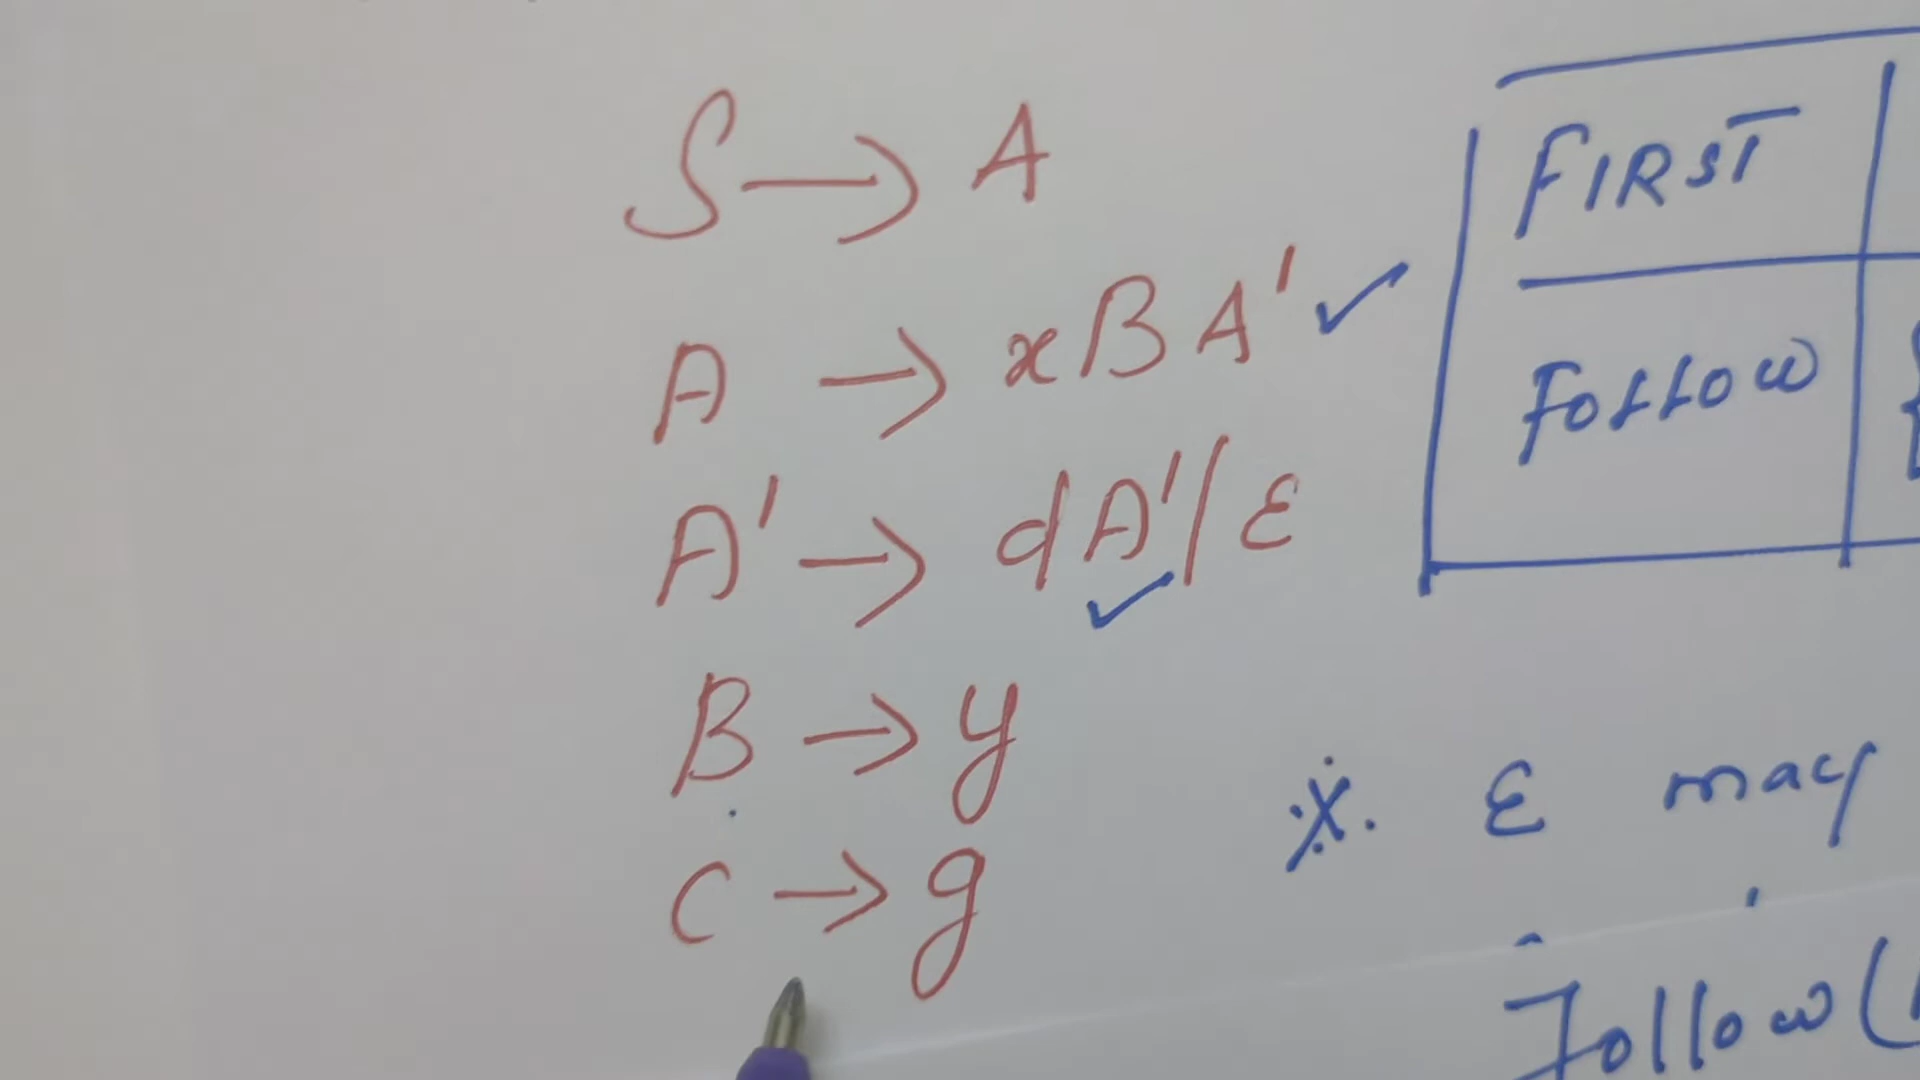 S → A
A → xBA' ✓
A' → dA'/ε
B → y
C → g
FIRST
FOLLOW {
※. ε may
Follow(